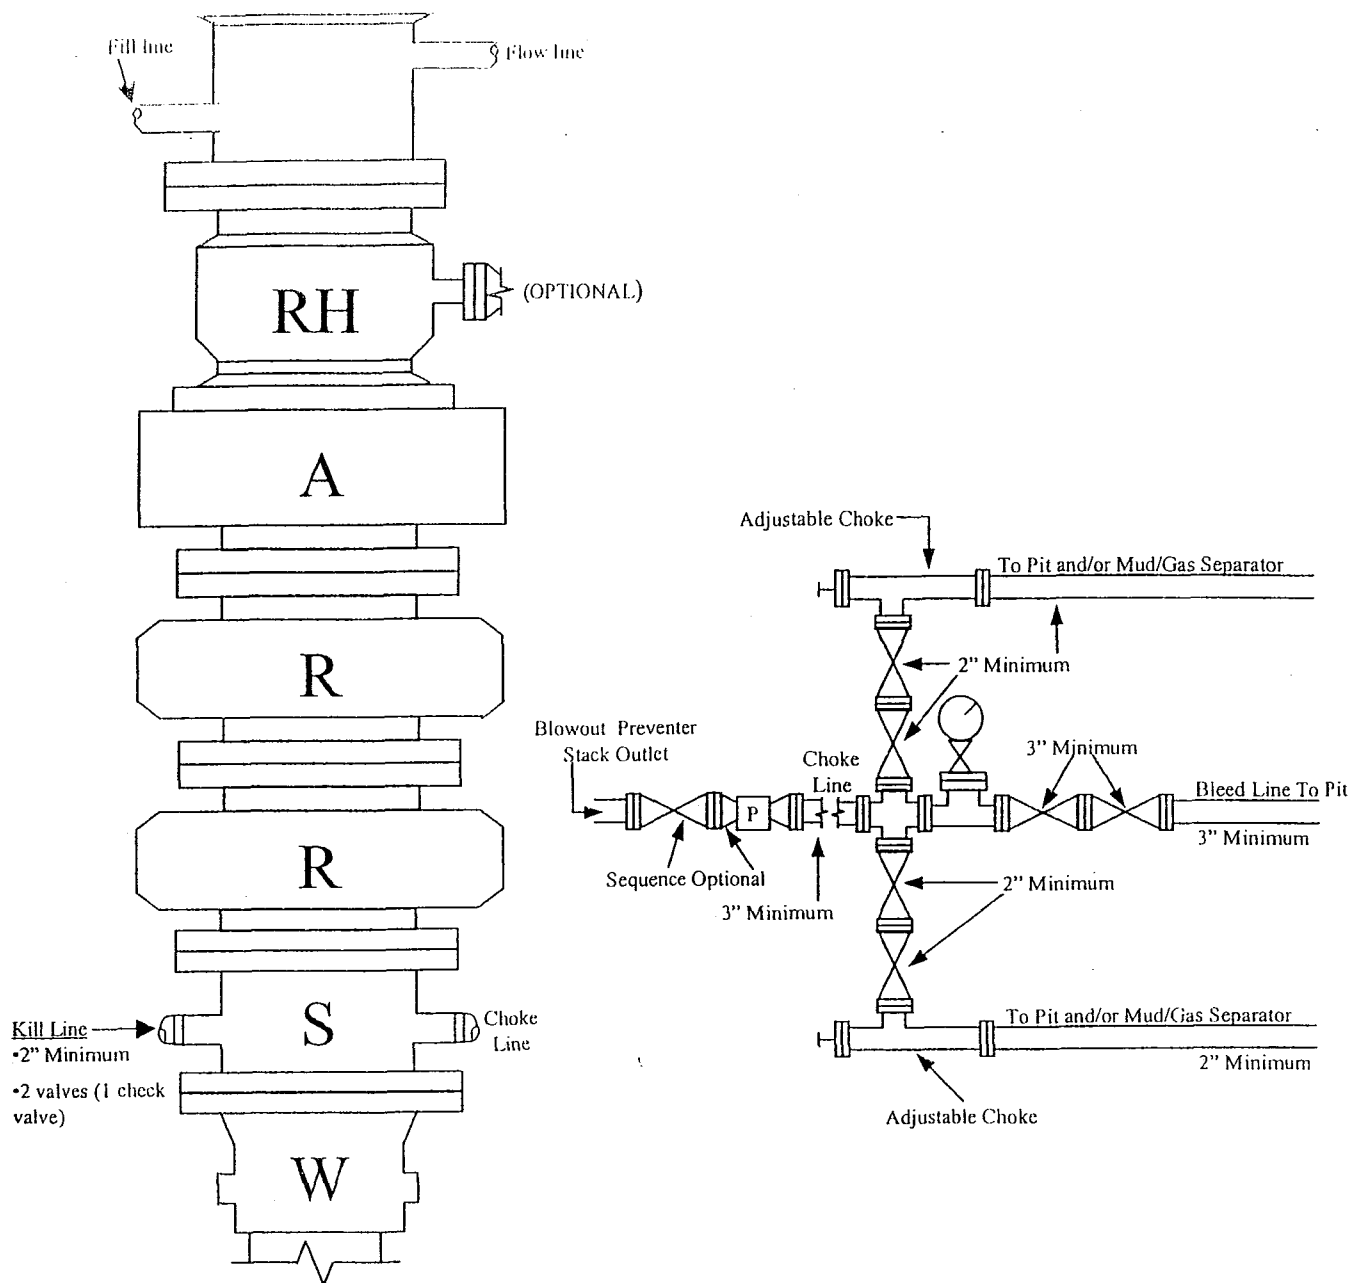 Fill line
Flow line
RH
(OPTIONAL)
A
R
R
S
Kill Line
•2" Minimum
•2 valves (1 check
valve)
Choke
Line
W
Adjustable Choke
To Pit and/or Mud/Gas Separator
2" Minimum
Blowout Preventer
Stack Outlet
Choke
Line
3" Minimum
Bleed Line To Pit
P
3" Minimum
Sequence Optional
3" Minimum
2" Minimum
To Pit and/or Mud/Gas Separator
2" Minimum
Adjustable Choke